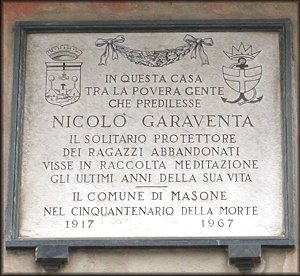 IN QUESTA CASA
TRA LA POVERA GENTE
CHE PREDILESSE
NICOLÒ GARAVENTA
IL SOLITARIO PROTETTORE
DEI RAGAZZI ABBANDONATI
VISSE IN RACCOLTA MEDITAZIONE
GLI ULTIMI ANNI DELLA SUA VITA
IL COMUNE DI MASONE
NEL CINQUANTENARIO DELLA MORTE
1917 1967